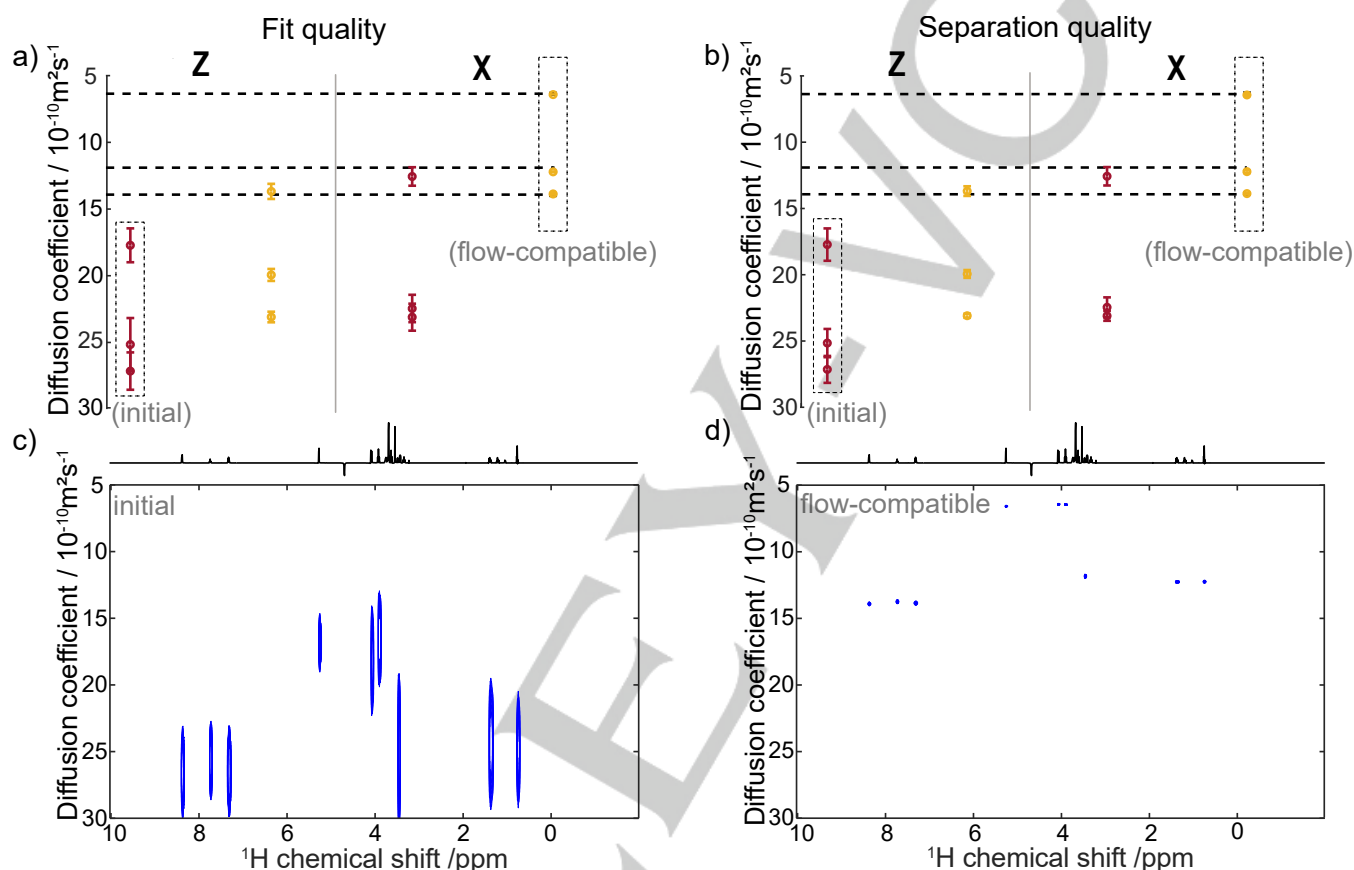 Fit quality
a)
Z
X
Diffusion coefficient / 10⁻¹⁰m²s⁻¹
5
10
15
20
25
30
(initial)
(flow-compatible)
Separation quality
b)
Z
X
Diffusion coefficient / 10⁻¹⁰m²s⁻¹
5
10
15
20
25
30
(initial)
(flow-compatible)
c)
initial
Diffusion coefficient / 10⁻¹⁰m²s⁻¹
5
10
15
20
25
30
10 8 6 4 2 0
¹H chemical shift /ppm
d)
flow-compatible
Diffusion coefficient / 10⁻¹⁰m²s⁻¹
5
10
15
20
25
30
10 8 6 4 2 0
¹H chemical shift /ppm